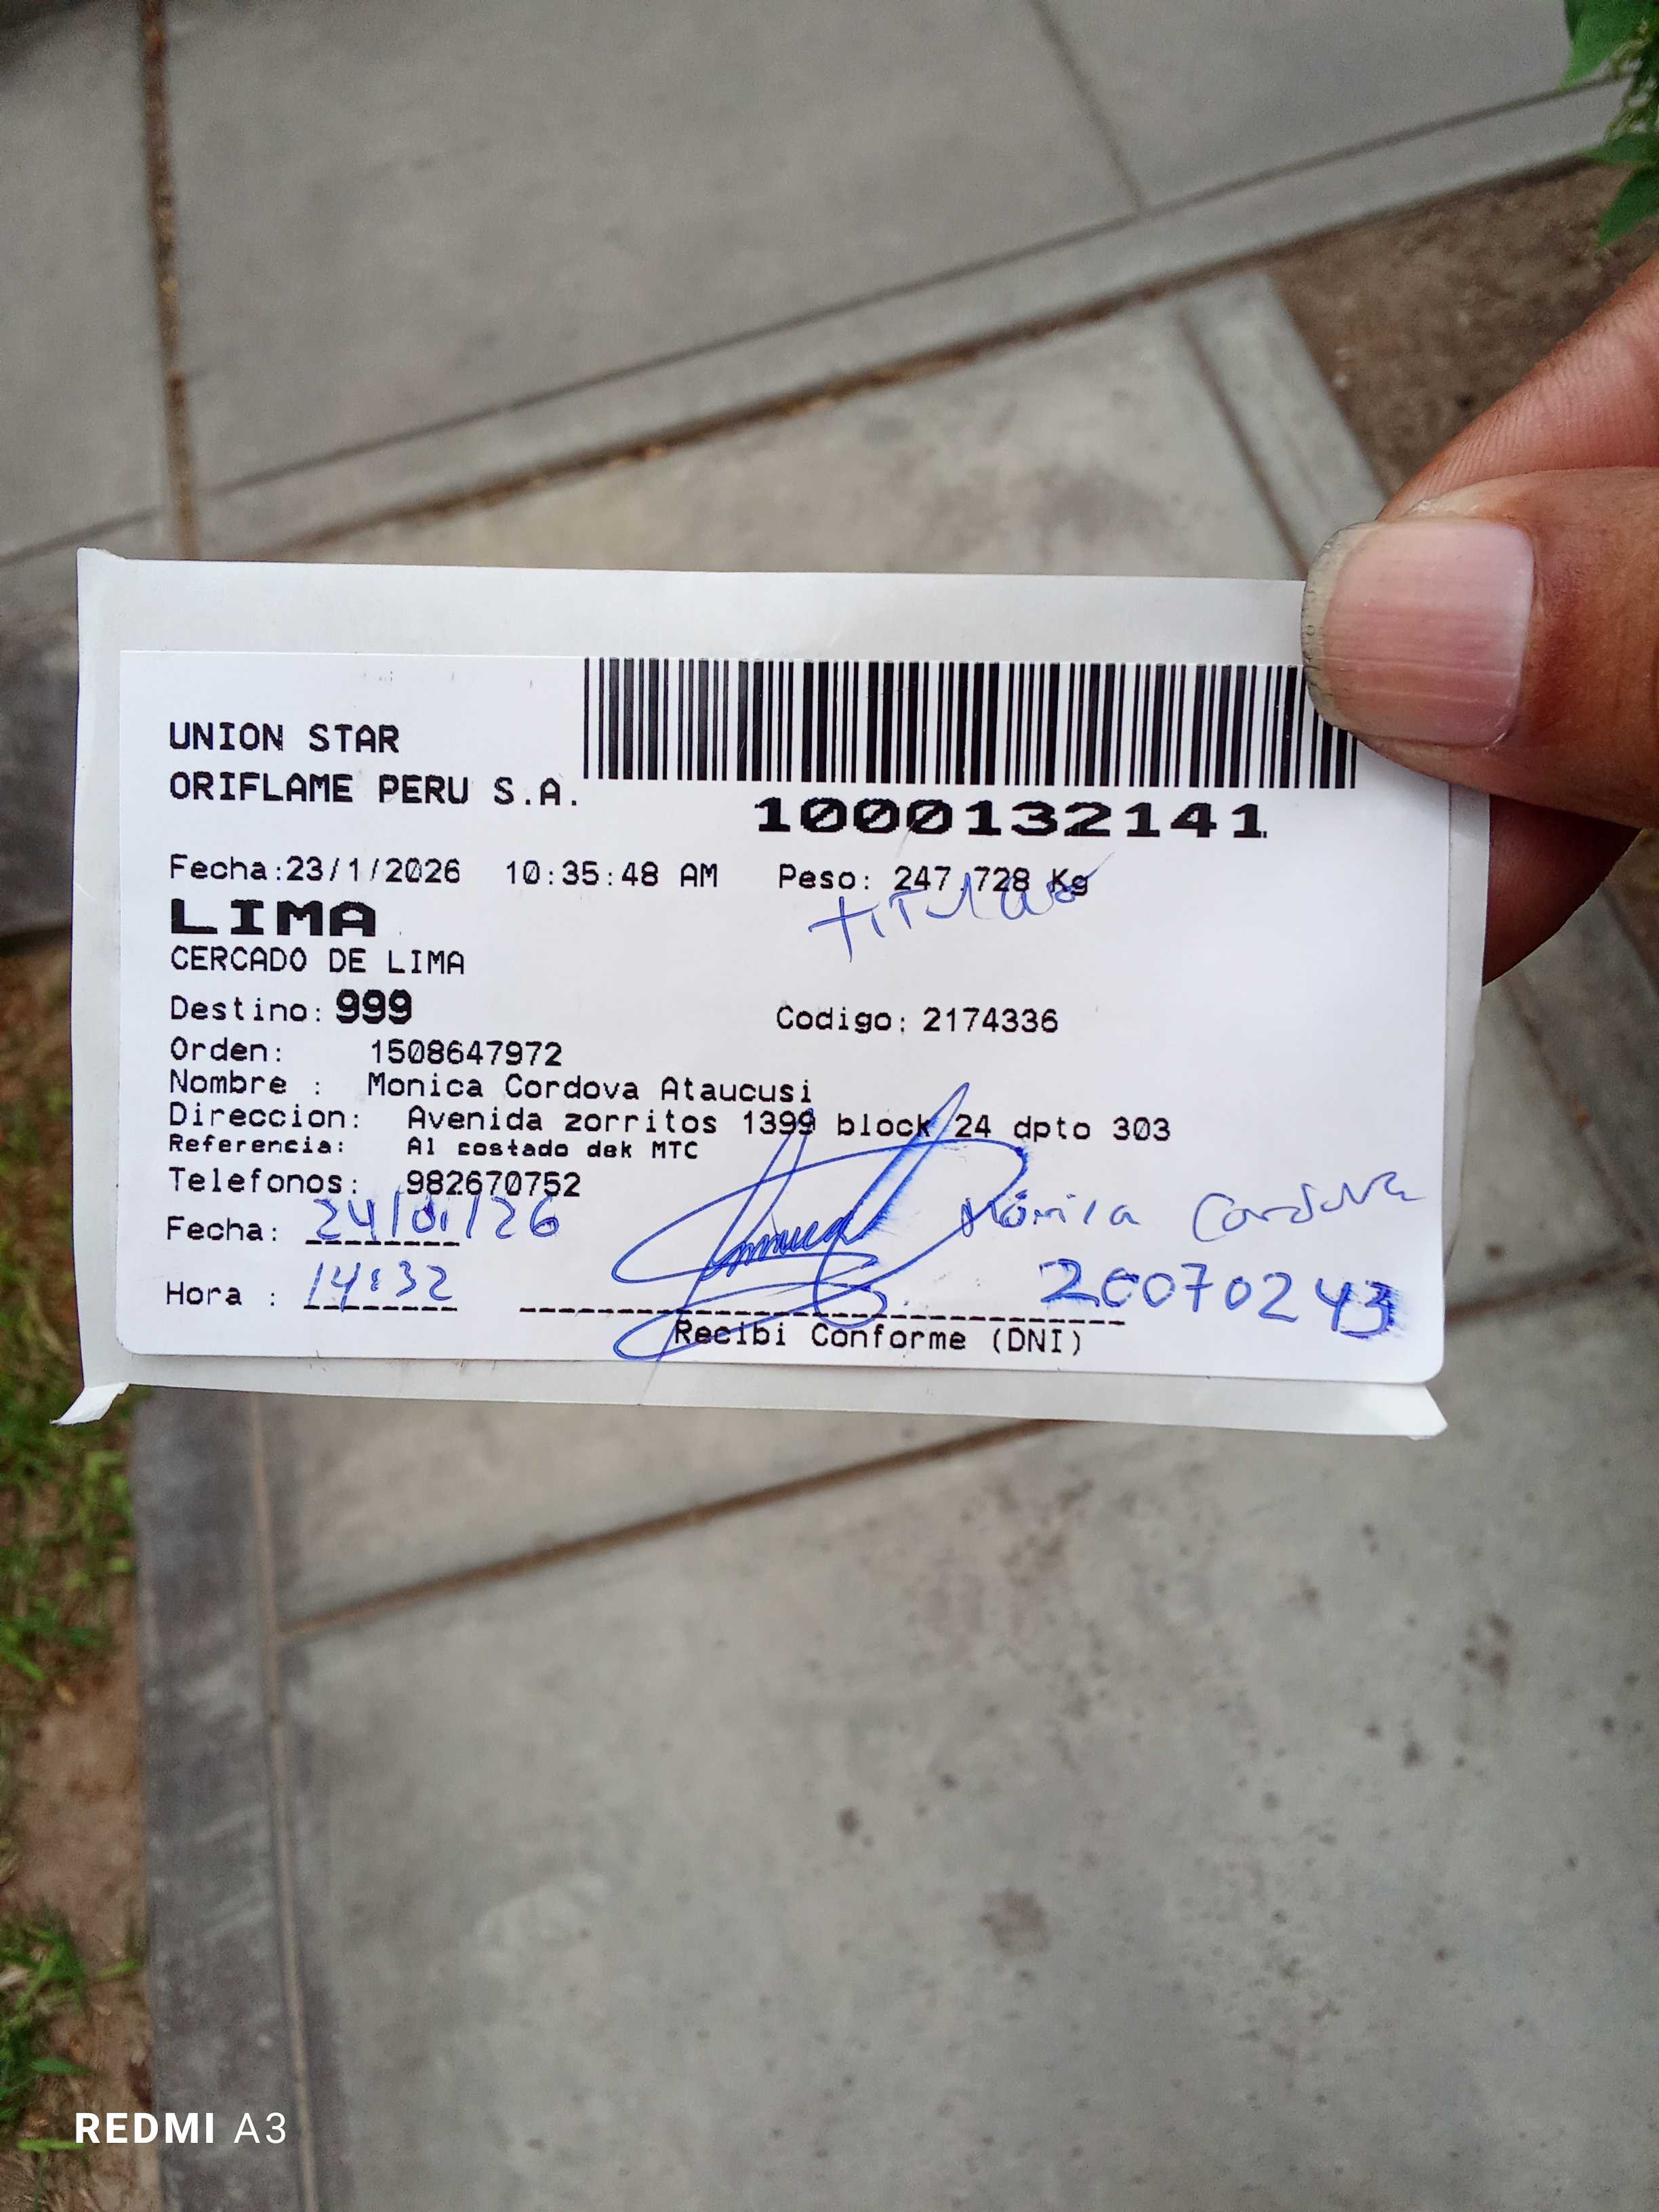 UNION STAR
ORIFLAME PERU S.A.
1000132141
Fecha:23/1/2026 10:35:48 AM Peso: 247.728 Kg
Titular
LIMA
CERCADO DE LIMA
Destino: 999 Codigo: 2174336
Orden: 1508647972
Nombre : Monica Cordova Ataucusi
Direccion: Avenida zorritos 1399 block 24 dpto 303
Referencia: Al costado dek MTC
Telefonos: 982670752
Fecha: 24/01/26 Mónica Cordova
Hora : 14:32 20070243
Recibi Conforme (DNI)
REDMI A3